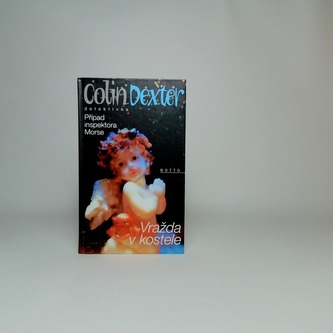 Colin Dexter
detektivka
Případ
inspektora
Morse
MOTTO
Vražda
v kostele